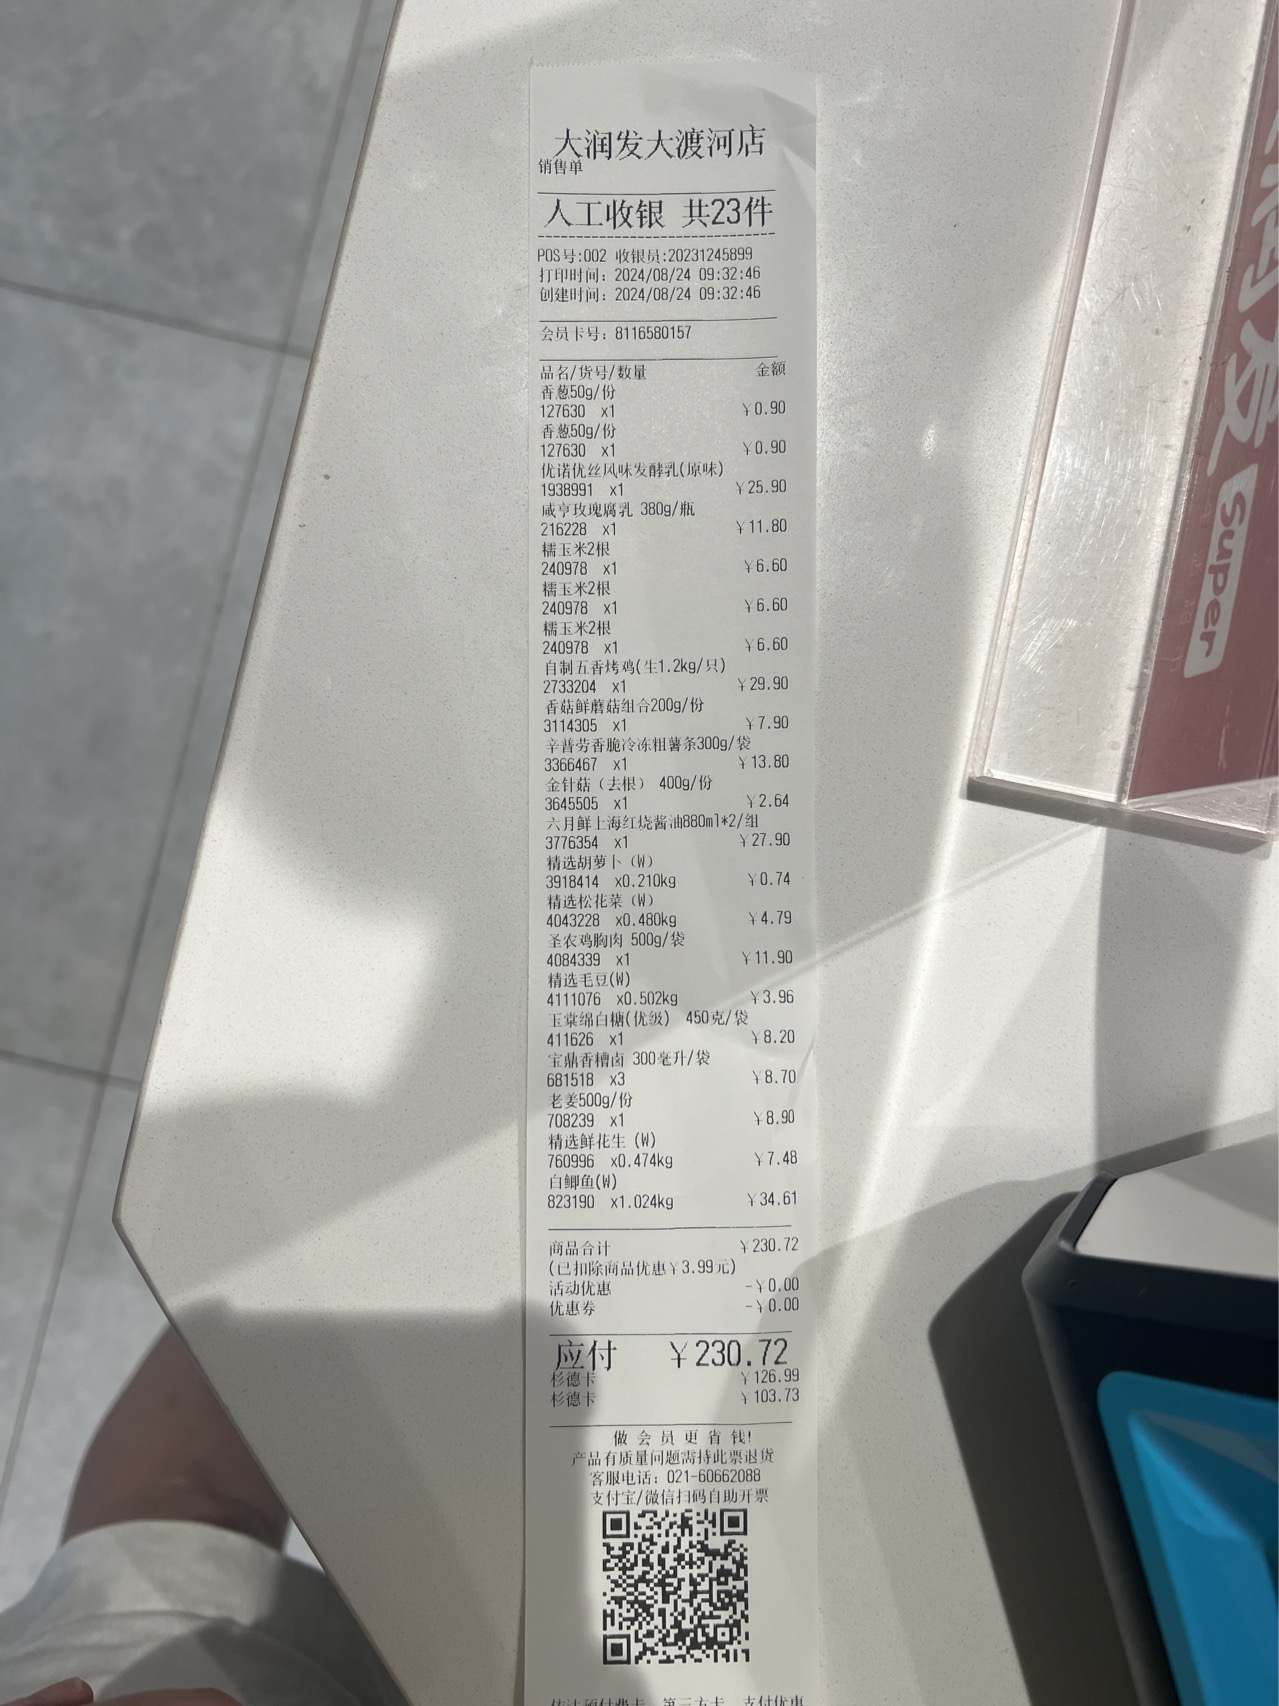 大润发大渡河店
销售单
人工收银 共23件
POS号:002 收银员:20231245899
打印时间: 2024/08/24 09:32:46
创建时间: 2024/08/24 09:32:46
会员卡号: 8116580157
品名/货号/数量 金额
香葱50g/份
127630 x1 ¥0.90
香葱50g/份
127630 x1 ¥0.90
优诺优丝风味发酵乳(原味)
1938991 x1 ¥25.90
咸亨玫瑰腐乳 380g/瓶
216228 x1 ¥11.80
糯玉米2根
240978 x1 ¥6.60
糯玉米2根
240978 x1 ¥6.60
糯玉米2根
240978 x1 ¥6.60
自制五香烤鸡(生1.2kg/只)
2733204 x1 ¥29.90
香菇鲜蘑菇组合200g/份
3114305 x1 ¥7.90
辛普劳香脆冷冻粗薯条300g/袋
3366467 x1 ¥13.80
金针菇（去根） 400g/份
3645505 x1 ¥2.64
六月鲜上海红烧酱油880ml*2/组
3776354 x1 ¥27.90
精选胡萝卜（W）
3918414 x0.210kg ¥0.74
精选松花菜（W）
4043228 x0.480kg ¥4.79
圣农鸡胸肉 500g/袋
4084339 x1 ¥11.90
精选毛豆(W)
4111076 x0.502kg ¥3.96
玉棠绵白糖(优级) 450克/袋
411626 x1 ¥8.20
宝鼎香糟卤 300毫升/袋
681518 x3 ¥8.70
老姜500g/份
708239 x1 ¥8.90
精选鲜花生（W）
760996 x0.474kg ¥7.48
白鲫鱼(W)
823190 x1.024kg ¥34.61
商品合计 ¥230.72
(已扣除商品优惠¥3.99元)
活动优惠 -¥0.00
优惠券 -¥0.00
应付 ¥230.72
杉德卡 ¥126.99
杉德卡 ¥103.73
做 会 员 更 省 钱!
产品有质量问题需持此票退货
客服电话: 021-60662088
支付宝/微信扫码自助开票
发
Super